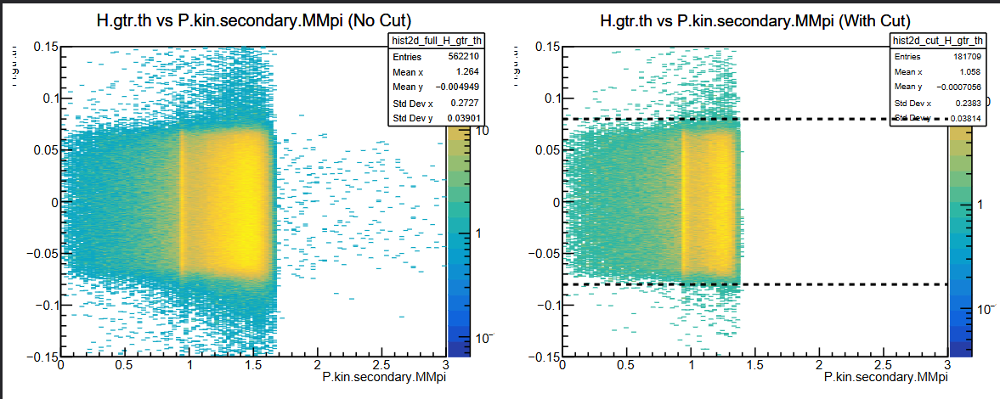 H.gtr.th vs P.kin.secondary.MMpi (No Cut)
hist2d_full_H_gtr_th
Entries 562210
Mean x 1.264
Mean y −0.004949
Std Dev x 0.2727
Std Dev y 0.03901
0.15
0.1
0.05
0
−0.05
−0.1
−0.15
0 0.5 1 1.5 2 2.5 3
P.kin.secondary.MMpi
10
1
10⁻
H.gtr.th vs P.kin.secondary.MMpi (With Cut)
hist2d_cut_H_gtr_th
Entries 181709
Mean x 1.058
Mean y −0.0007056
Std Dev x 0.2383
Std Dev y 0.03814
0.15
0.1
0.05
0
−0.05
−0.1
−0.15
0 0.5 1 1.5 2 2.5 3
P.kin.secondary.MMpi
1
10⁻